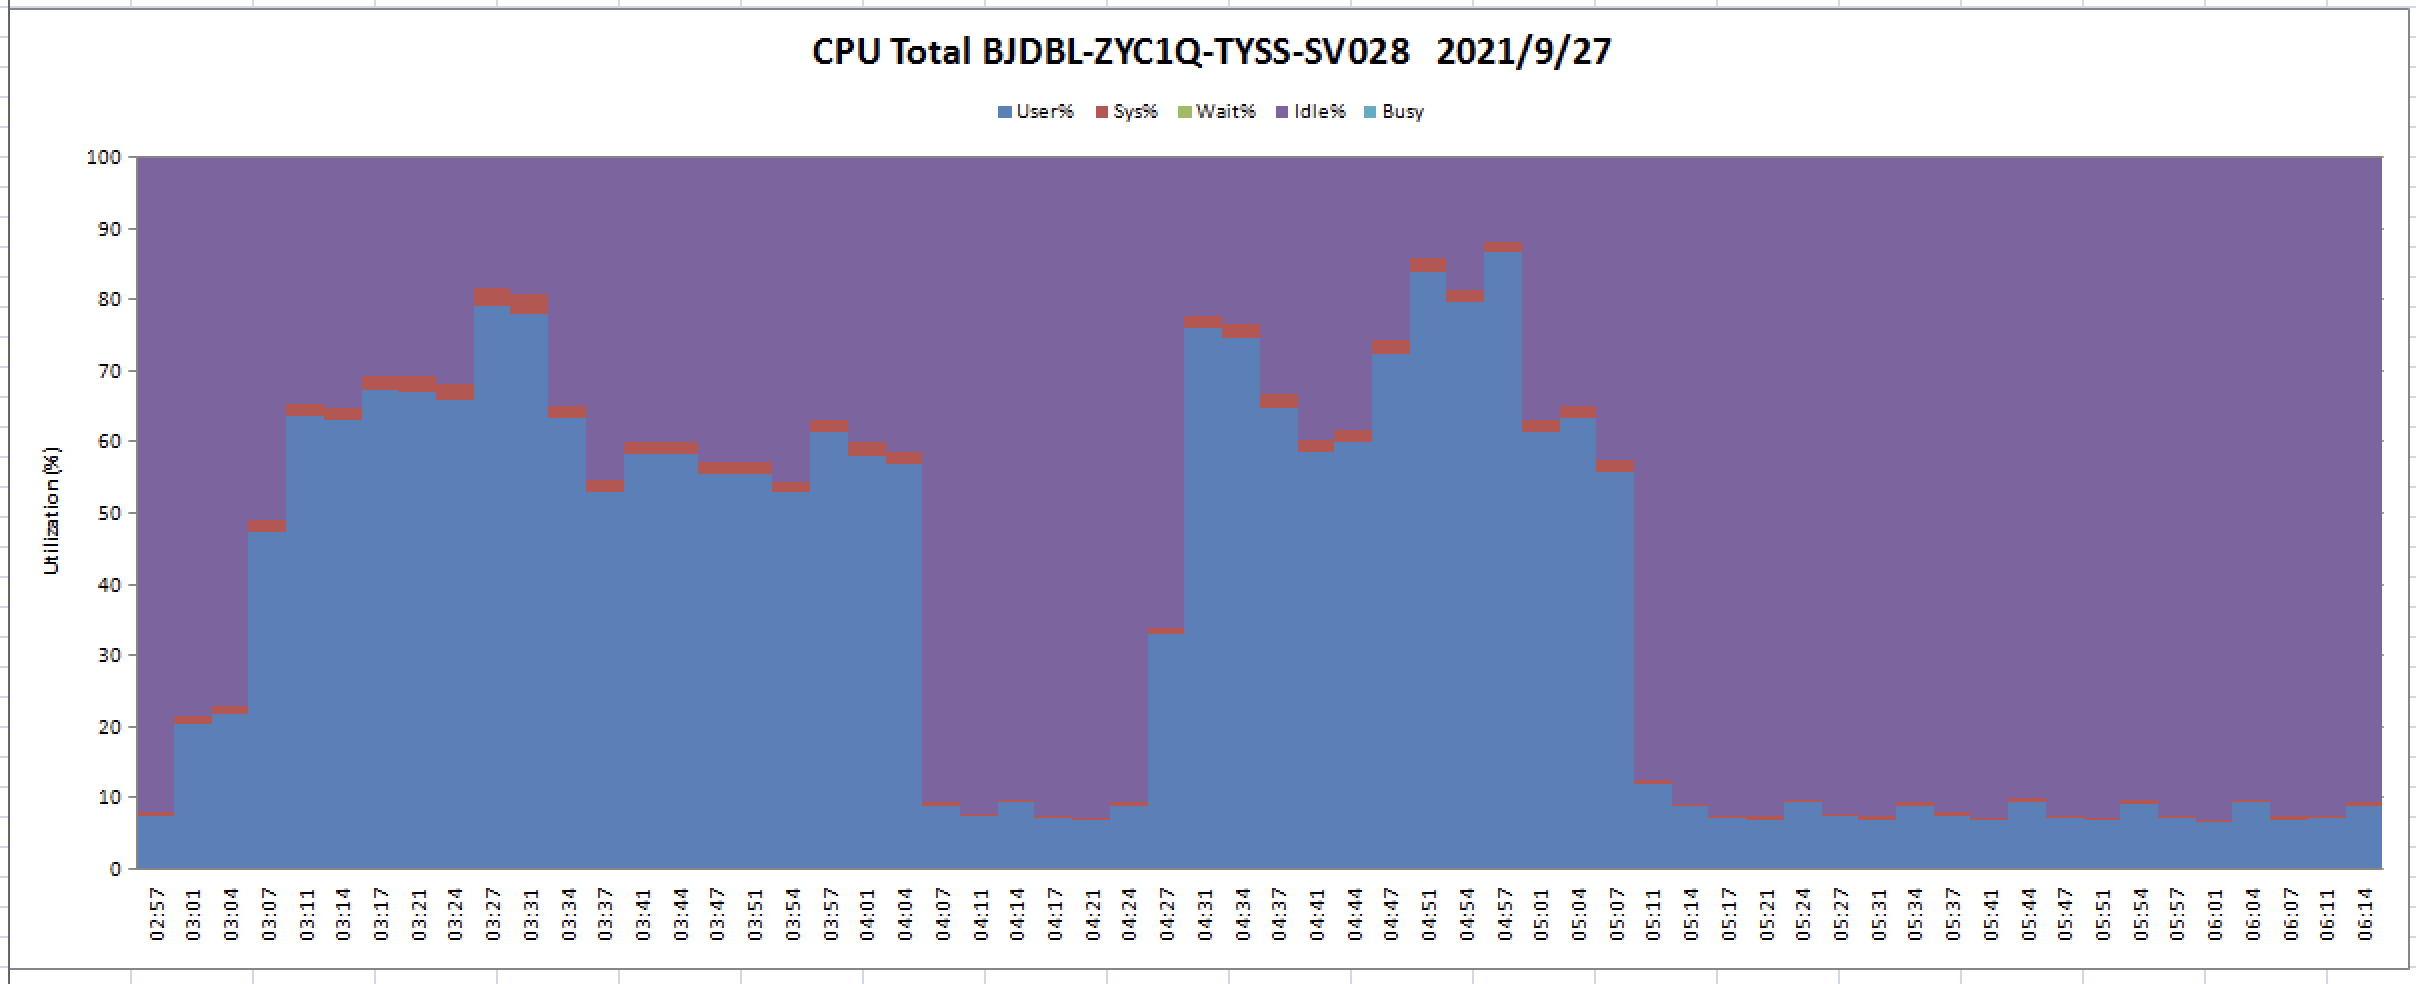 CPU Total BJDBL-ZYC1Q-TYSS-SV028 2021/9/27
User% Sys% Wait% Idle% Busy
100
90
80
70
60
50
40
30
20
10
0
Utilization(%)
02:57 03:01 03:04 03:07 03:11 03:14 03:17 03:21 03:24 03:27 03:31 03:34 03:37 03:41 03:44 03:47 03:51 03:54 03:57 04:01 04:04 04:07 04:11 04:14 04:17 04:21 04:24 04:27 04:31 04:34 04:37 04:41 04:44 04:47 04:51 04:54 04:57 05:01 05:04 05:07 05:11 05:14 05:17 05:21 05:24 05:27 05:31 05:34 05:37 05:41 05:44 05:47 05:51 05:54 05:57 06:01 06:04 06:07 06:11 06:14